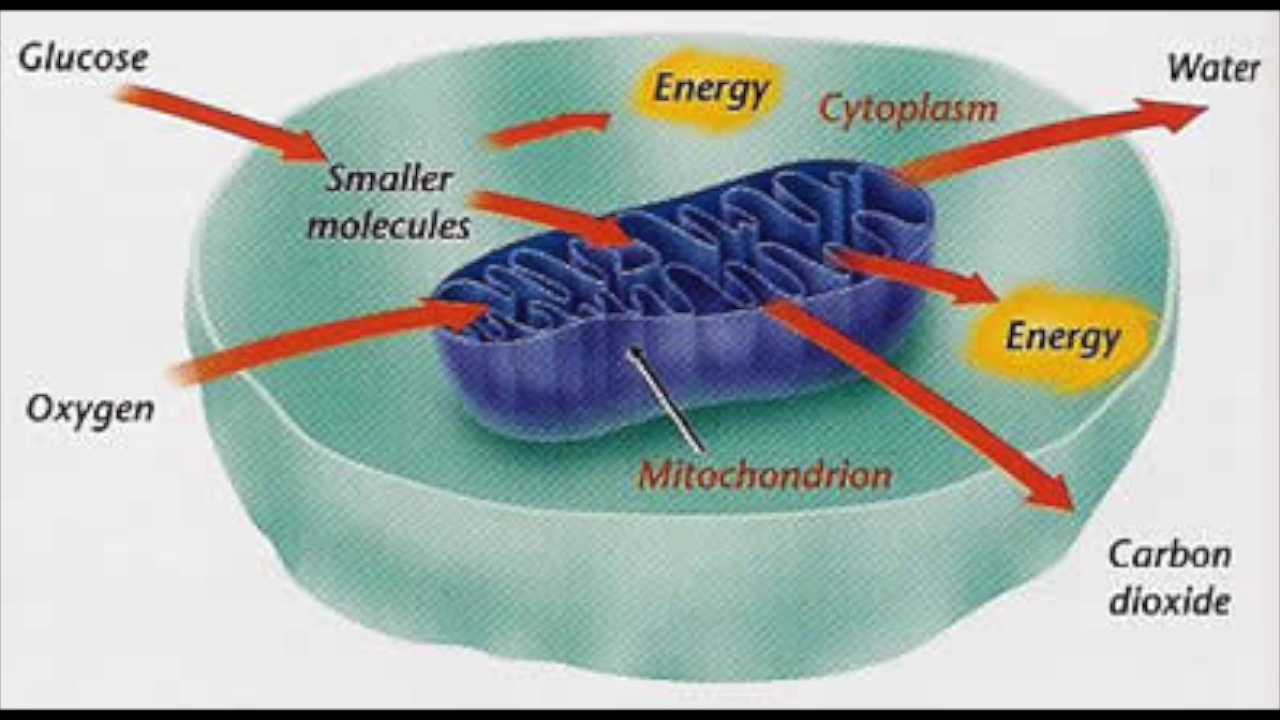 Glucose
Energy
Water
Cytoplasm
Smaller
molecules
Energy
Oxygen
Mitochondrion
Carbon
dioxide